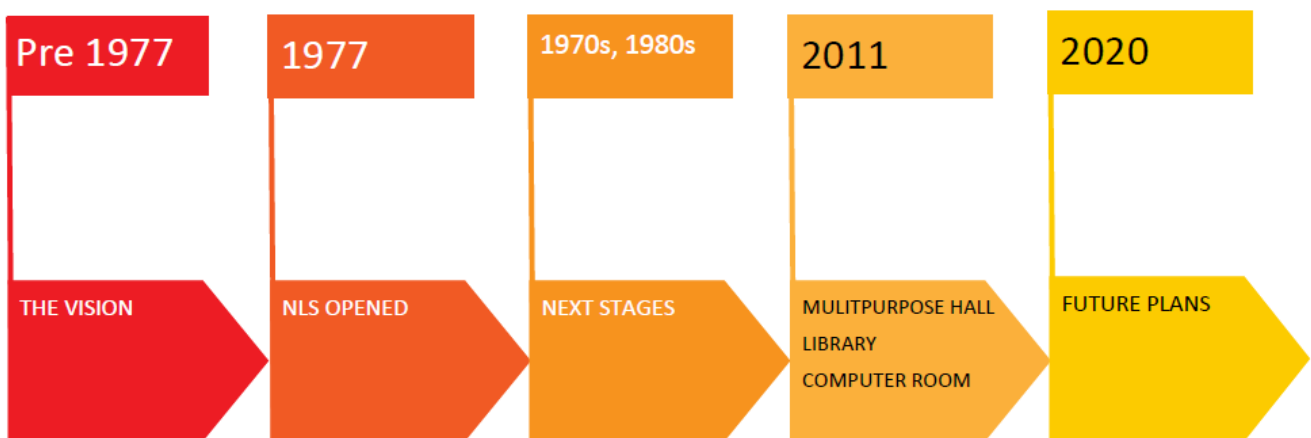 Pre 1977
1977
1970s, 1980s
2011
2020
THE VISION
NLS OPENED
NEXT STAGES
MULITPURPOSE HALL
LIBRARY
COMPUTER ROOM
FUTURE PLANS